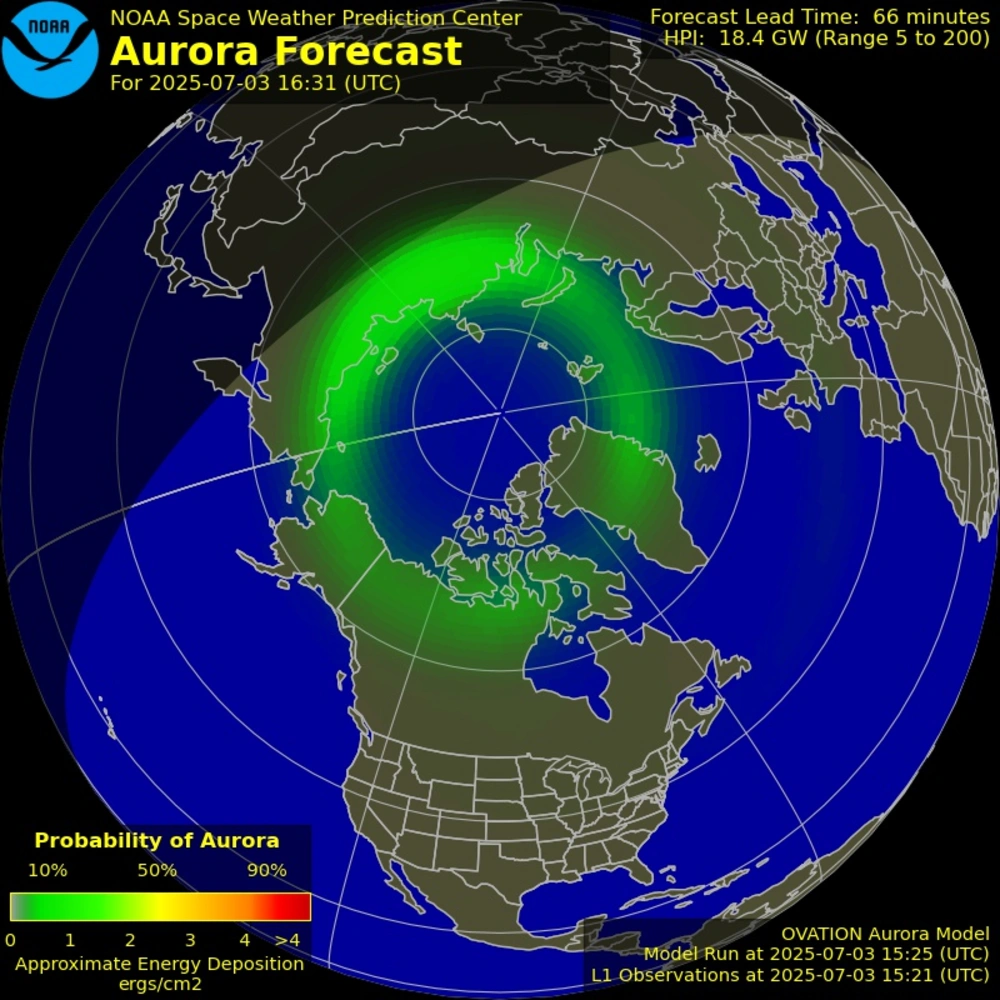 NOAA
NOAA Space Weather Prediction Center
Aurora Forecast
For 2025-07-03 16:31 (UTC)
Forecast Lead Time: 66 minutes
HPI: 18.4 GW (Range 5 to 200)
Probability of Aurora
10% 50% 90%
0 1 2 3 4 >4
Approximate Energy Deposition
ergs/cm2
OVATION Aurora Model
Model Run at 2025-07-03 15:25 (UTC)
L1 Observations at 2025-07-03 15:21 (UTC)